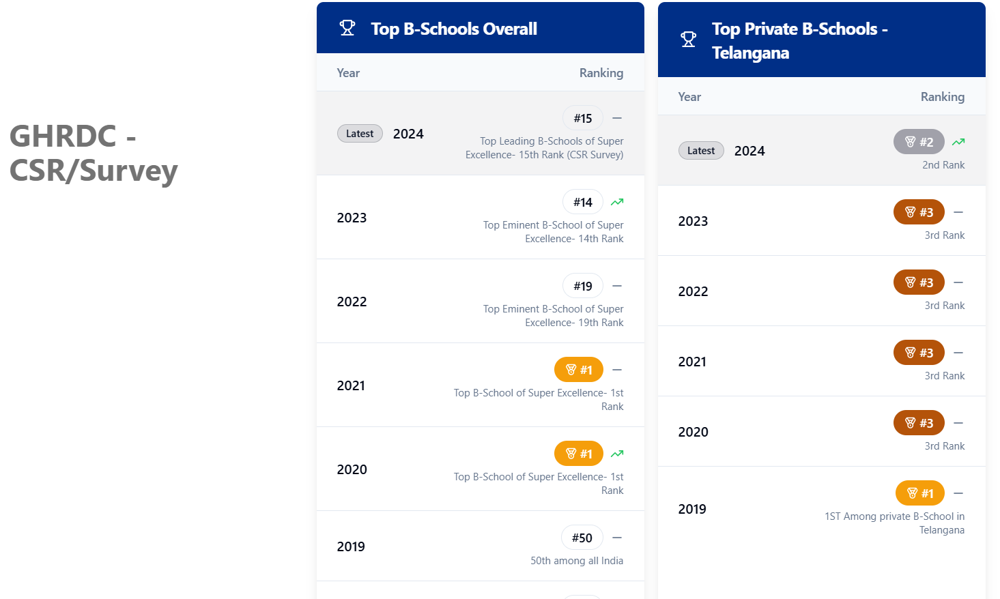 GHRDC -
CSR/Survey
Top B-Schools Overall
Year Ranking
#15
Latest 2024
Top Leading B-Schools of Super
Excellence- 15th Rank (CSR Survey)
#14
2023
Top Eminent B-School of Super
Excellence- 14th Rank
#19
2022
Top Eminent B-School of Super
Excellence- 19th Rank
#1
2021
Top B-School of Super Excellence- 1st
Rank
#1
2020
Top B-School of Super Excellence- 1st
Rank
#50
2019
50th among all India
Top Private B-Schools -
Telangana
Year Ranking
#2
Latest 2024
2nd Rank
#3
2023
3rd Rank
#3
2022
3rd Rank
#3
2021
3rd Rank
#3
2020
3rd Rank
#1
2019
1ST Among private B-School in
Telangana